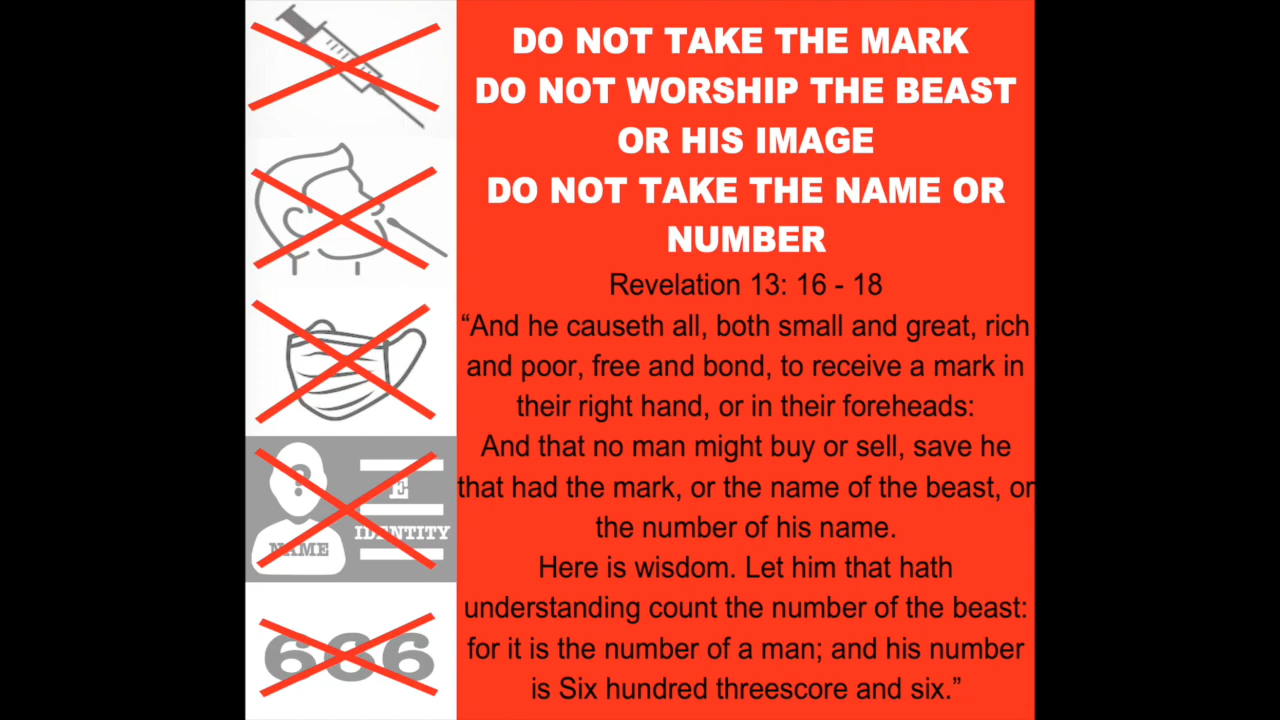 DO NOT TAKE THE MARK
DO NOT WORSHIP THE BEAST
OR HIS IMAGE
DO NOT TAKE THE NAME OR
NUMBER
Revelation 13: 16 - 18
“And he causeth all, both small and great, rich
and poor, free and bond, to receive a mark in
their right hand, or in their foreheads:
And that no man might buy or sell, save he
that had the mark, or the name of the beast, or
the number of his name.
Here is wisdom. Let him that hath
understanding count the number of the beast:
for it is the number of a man; and his number
is Six hundred threescore and six.”
?
E
IDENTITY
NAME
666